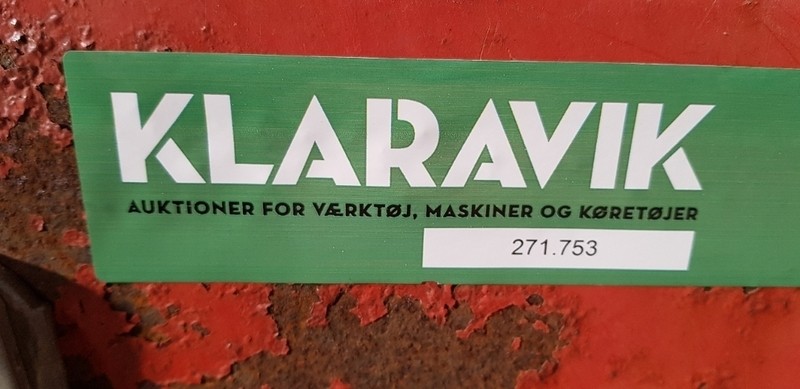 KLARAVIK
AUKTIONER FOR VÆRKTØJ, MASKINER OG KØRETØJER
271.753